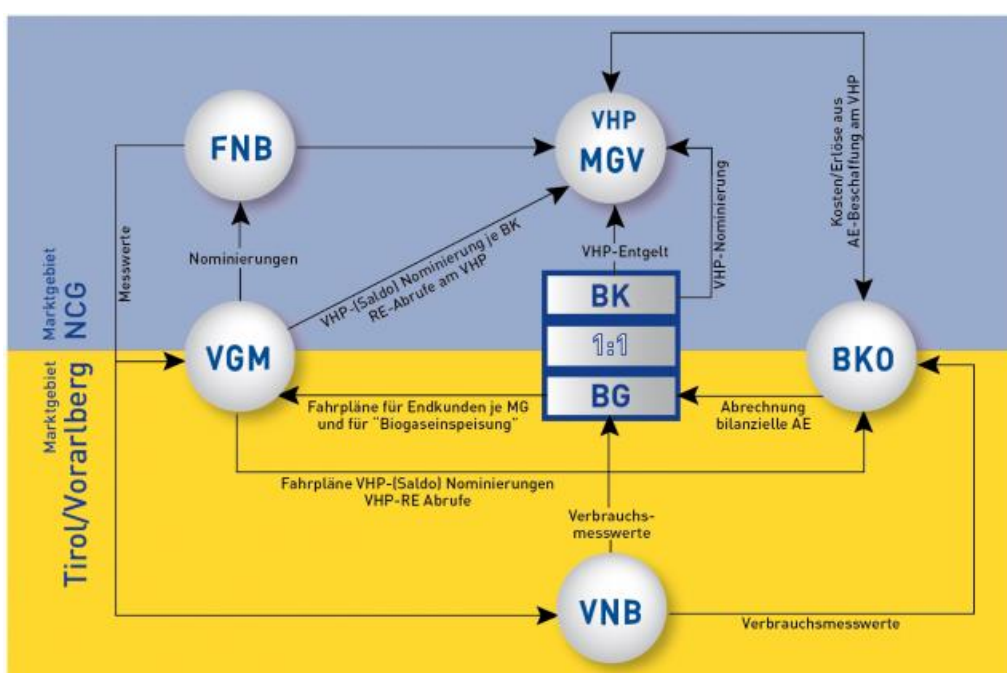 VHP
MGV
FNB
Kosten/Erlöse aus
AE-Beschaffung am VHP
Messwerte
Nominierungen
VHP-(Saldo) Nominierung je BK
RE-Abrufe am VHP
VHP-Entgelt
VHP-Nominierung
Marktgebiet
NCG
BK
1:1
BG
VGM
BKO
Fahrpläne für Endkunden je MG
und für "Biogaseinspeisung"
Abrechnung
bilanzielle AE
Marktgebiet
Tirol/Vorarlberg
Fahrpläne VHP-(Saldo) Nominierungen
VHP-RE Abrufe
Verbrauchs-
messwerte
VNB
Verbrauchsmesswerte